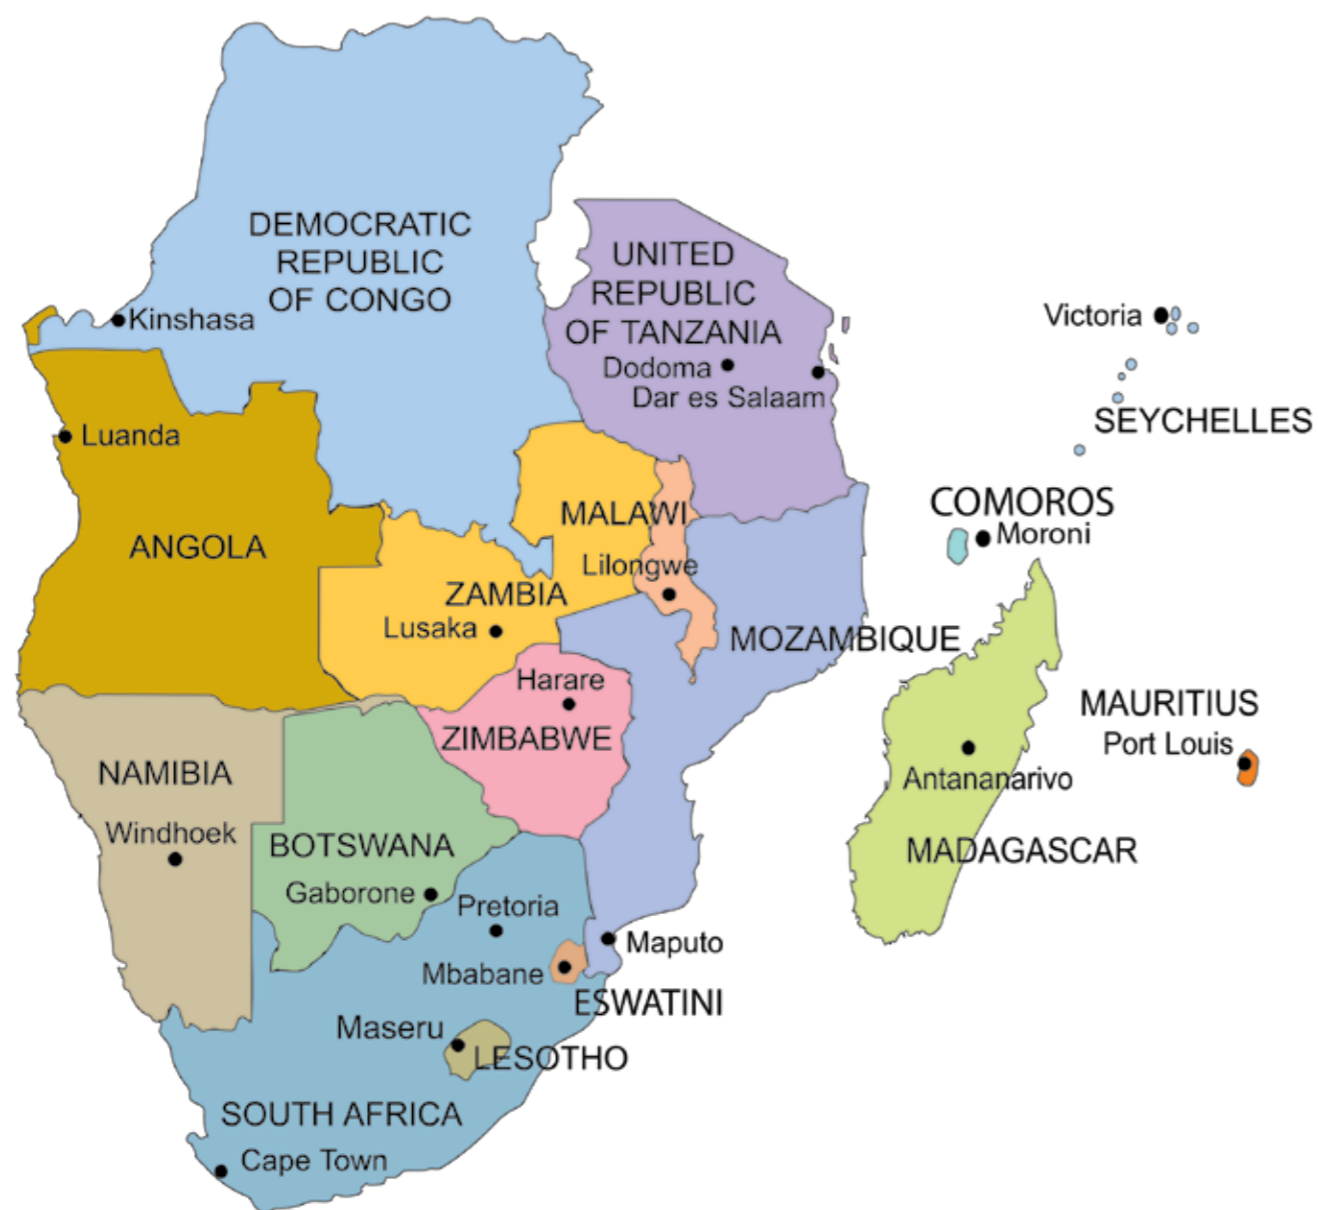 DEMOCRATIC
REPUBLIC
OF CONGO
UNITED
REPUBLIC
OF TANZANIA
Kinshasa
Victoria
Dodoma
Dar es Salaam
SEYCHELLES
Luanda
COMOROS
Moroni
MALAWI
ANGOLA
Lilongwe
ZAMBIA
Lusaka
MOZAMBIQUE
Harare
MAURITIUS
Port Louis
ZIMBABWE
NAMIBIA
Antananarivo
Windhoek
BOTSWANA
MADAGASCAR
Gaborone
Pretoria
Maputo
Mbabane
ESWATINI
Maseru
LESOTHO
SOUTH AFRICA
Cape Town